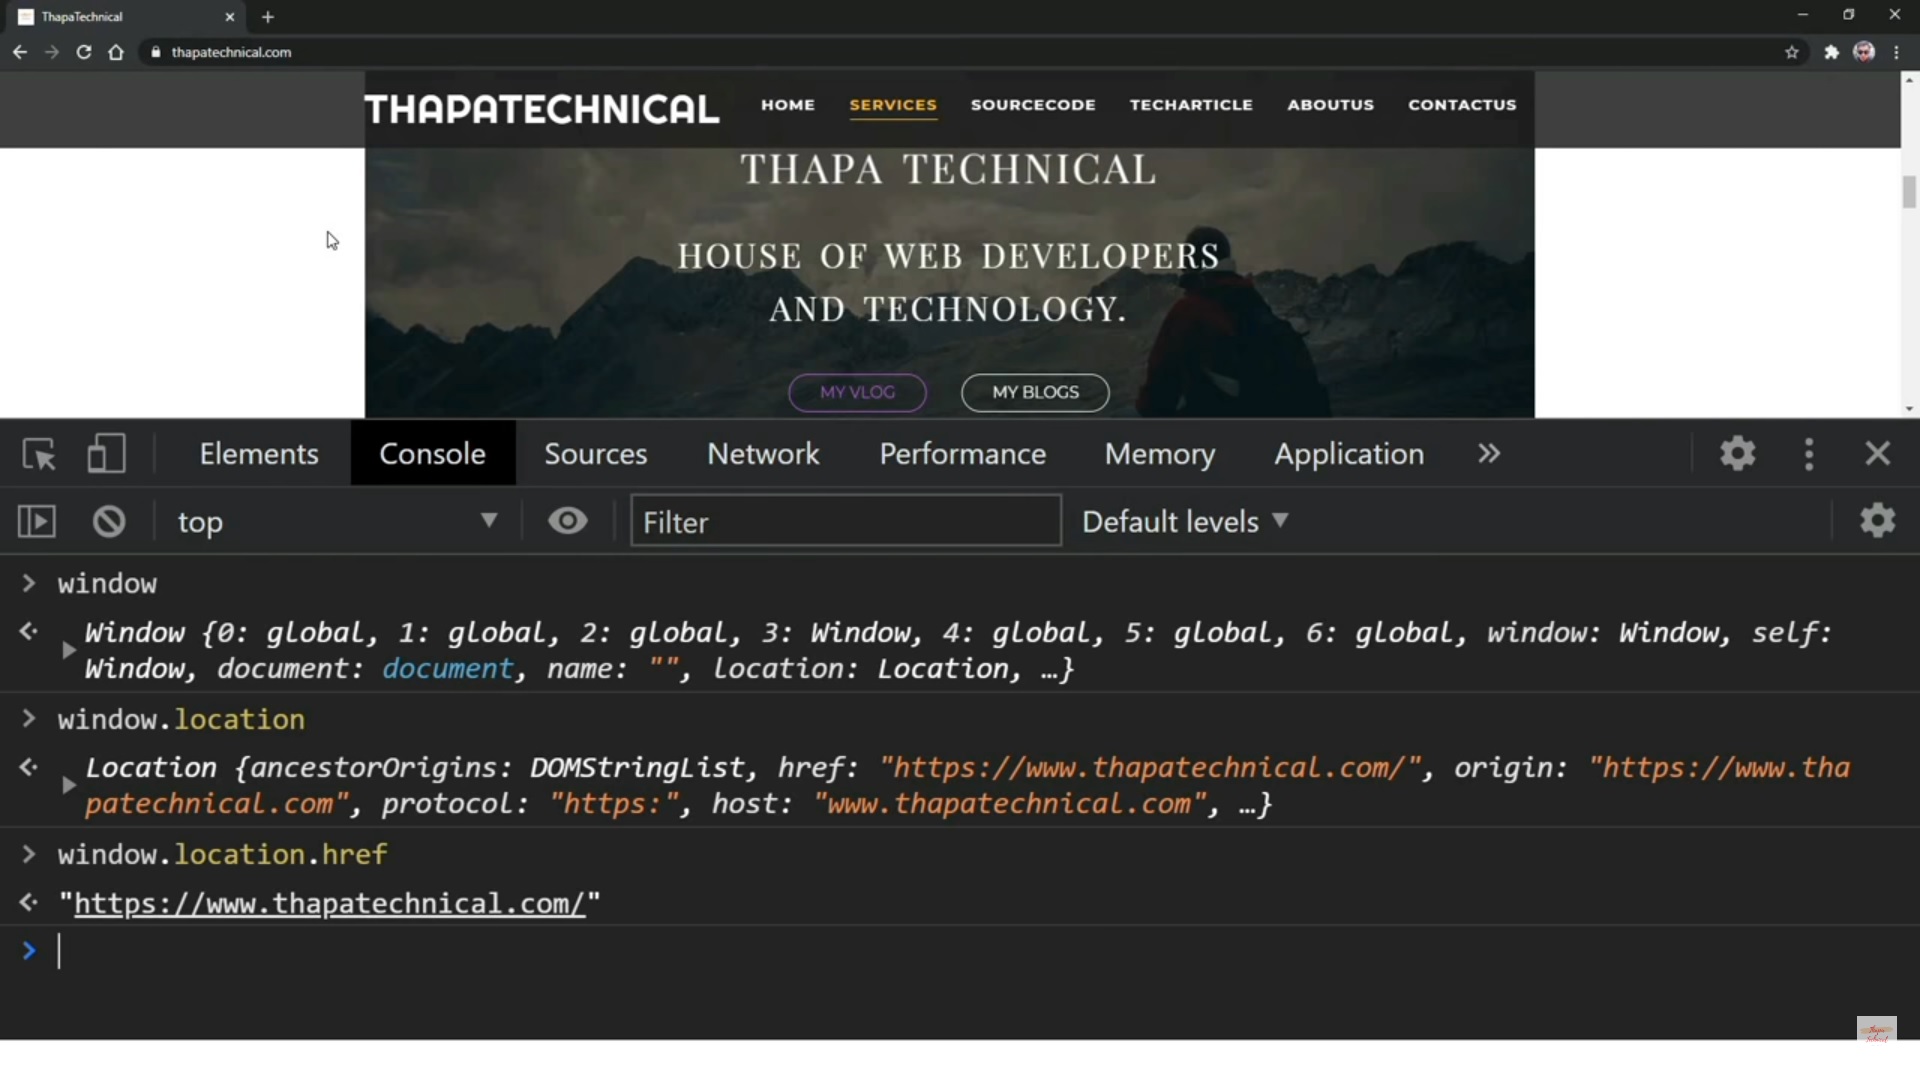 ThapaTechnical
thapatechnical.com
THAPATECHNICAL HOME SERVICES SOURCECODE TECHARTICLE ABOUTUS CONTACTUS
THAPA TECHNICAL
HOUSE OF WEB DEVELOPERS
AND TECHNOLOGY.
MY VLOG MY BLOGS
Elements Console Sources Network Performance Memory Application »
top Filter Default levels
> window
Window {0: global, 1: global, 2: global, 3: Window, 4: global, 5: global, 6: global, window: Window, self:
Window, document: document, name: "", location: Location, …}
> window.location
Location {ancestorOrigins: DOMStringList, href: "https://www.thapatechnical.com/", origin: "https://www.tha
patechnical.com", protocol: "https:", host: "www.thapatechnical.com", …}
> window.location.href
"https://www.thapatechnical.com/"
>